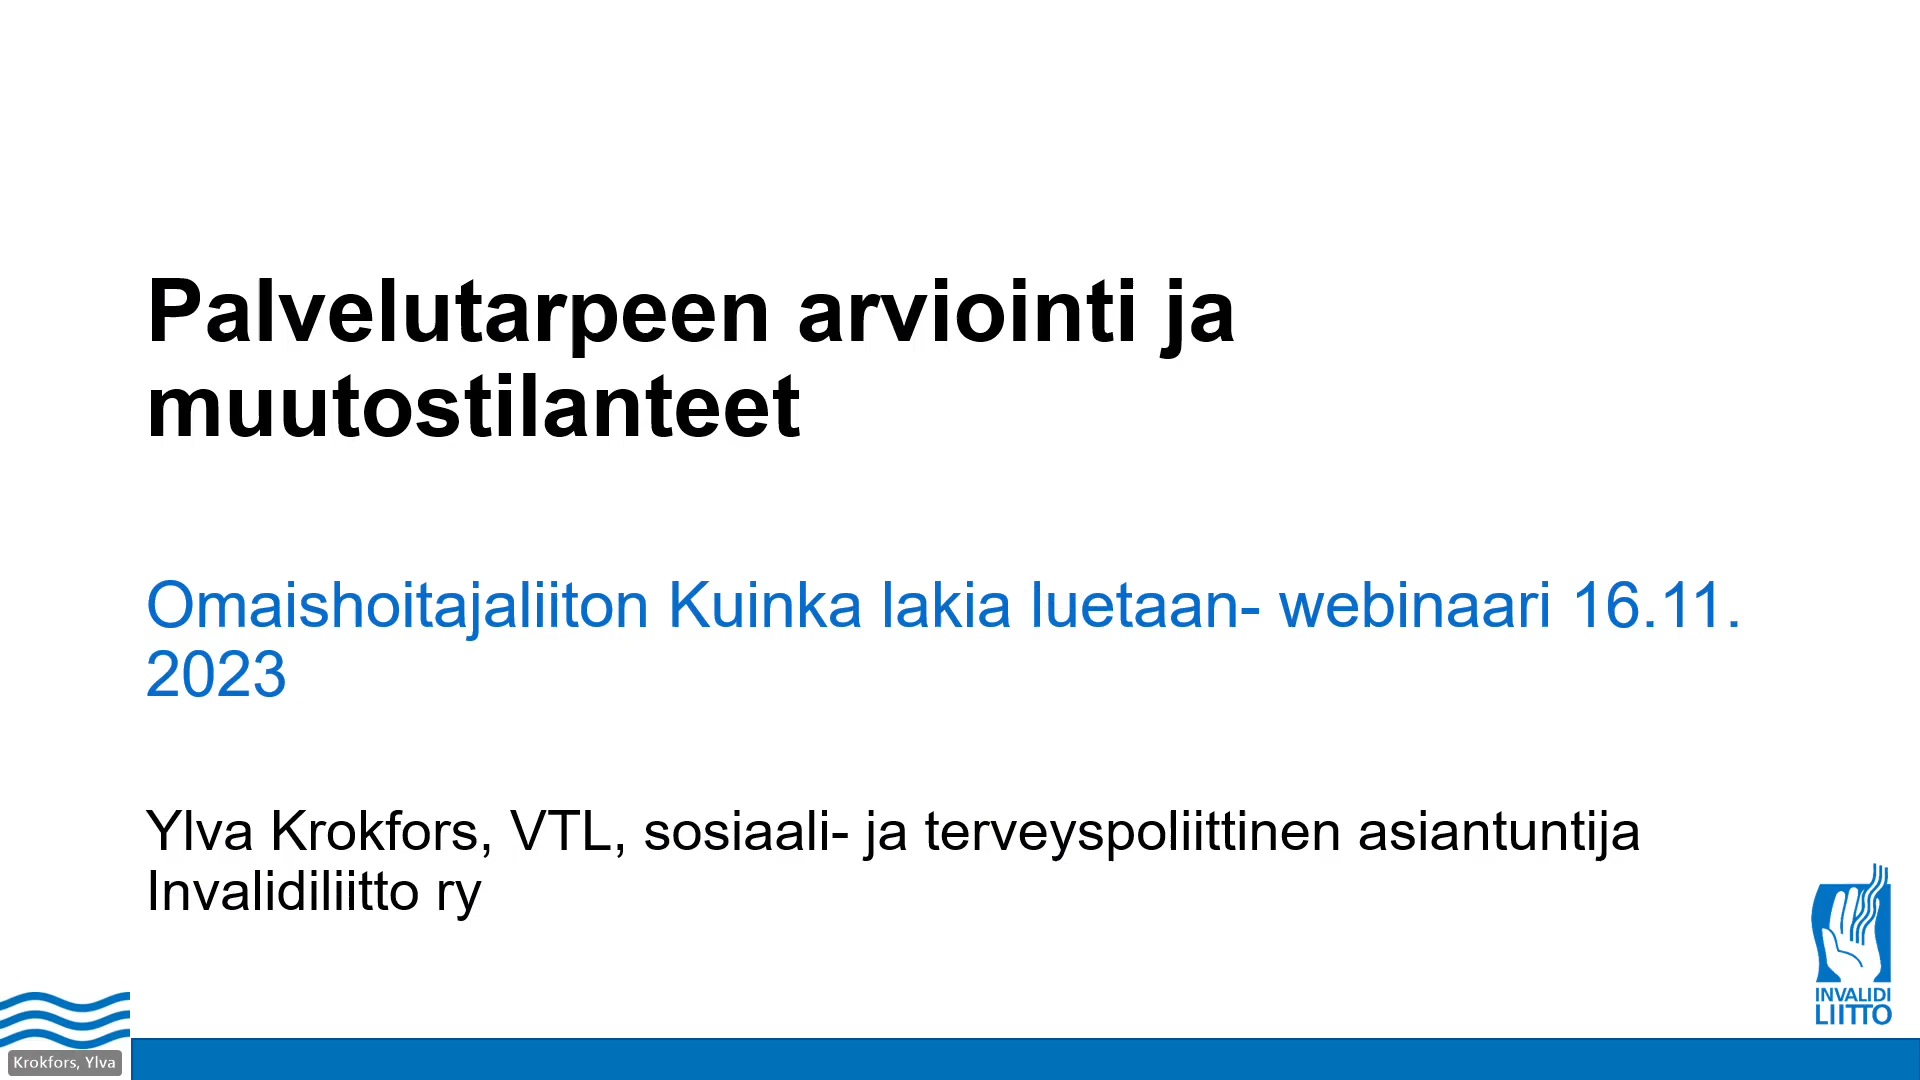 Palvelutarpeen arviointi ja
muutostilanteet
Omaishoitajaliiton Kuinka lakia luetaan- webinaari 16.11.
2023
Ylva Krokfors, VTL, sosiaali- ja terveyspoliittinen asiantuntija
Invalidiliitto ry
INVALIDI
LIITTO
Krokfors, Ylva